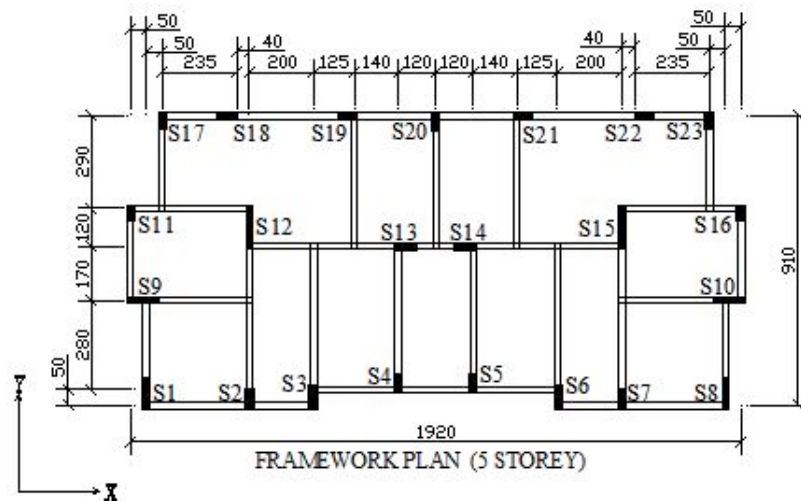 50 50
50 40 40 50
235 200 125 140 120 120 140 125 200 235
S17 S18 S19 S20 S21 S22 S23
290
S11 S12 S13 S14 S15 S16
120
910
170
S9 S10
280
S1 S2 S3 S4 S5 S6 S7 S8
50
1920
FRAMEWORK PLAN (5 STOREY)
Y
X